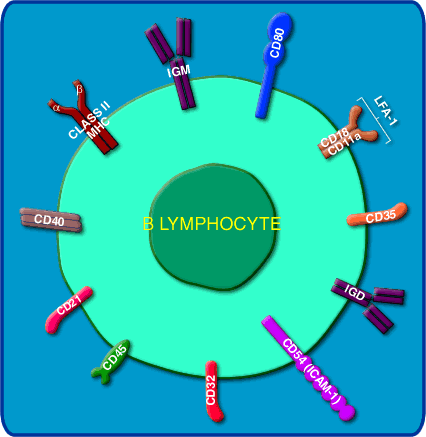 CD80
IGM
β
α
CLASS II
MHC
LFA-1
CD18
CD11a
CD40
B LYMPHOCYTE
CD35
IGD
CD21
CD45
CD32
CD54 (ICAM-1)